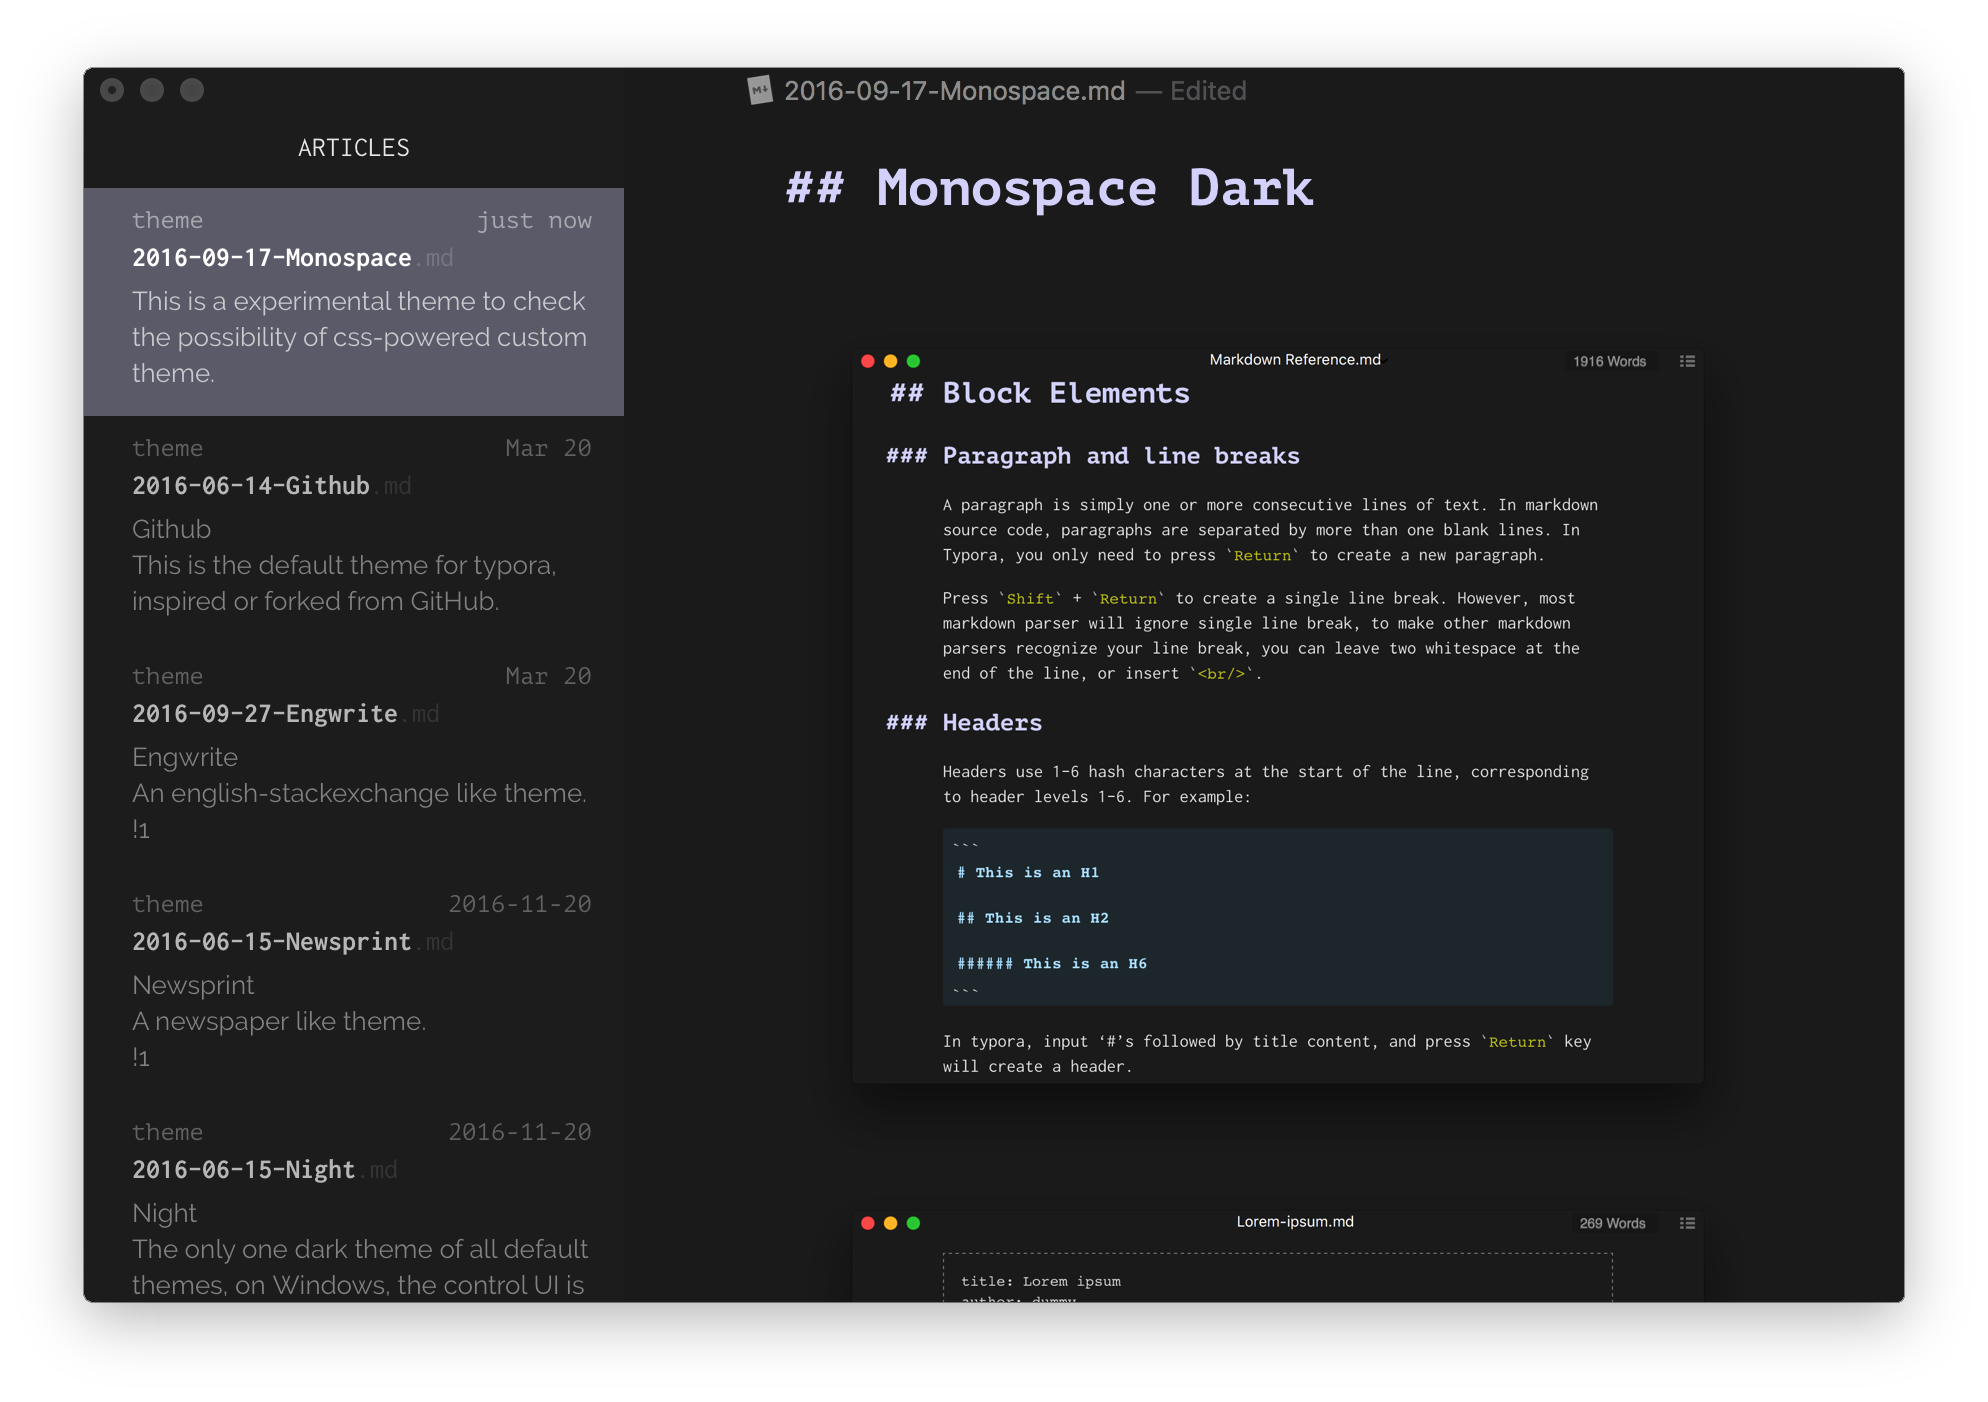 2016-09-17-Monospace.md — Edited
ARTICLES
theme just now
2016-09-17-Monospace.md
This is a experimental theme to check
the possibility of css-powered custom
theme.
theme Mar 20
2016-06-14-Github.md
Github
This is the default theme for typora,
inspired or forked from GitHub.
theme Mar 20
2016-09-27-Engwrite.md
Engwrite
An english-stackexchange like theme.
!1
theme 2016-11-20
2016-06-15-Newsprint.md
Newsprint
A newspaper like theme.
!1
theme 2016-11-20
2016-06-15-Night.md
Night
The only one dark theme of all default
themes, on Windows, the control UI is
## Monospace Dark
Markdown Reference.md 1916 Words
## Block Elements
### Paragraph and line breaks
A paragraph is simply one or more consecutive lines of text. In markdown
source code, paragraphs are separated by more than one blank lines. In
Typora, you only need to press `Return` to create a new paragraph.
Press `Shift` + `Return` to create a single line break. However, most
markdown parser will ignore single line break, to make other markdown
parsers recognize your line break, you can leave two whitespace at the
end of the line, or insert `<br/>`.
### Headers
Headers use 1-6 hash characters at the start of the line, corresponding
to header levels 1-6. For example:
```
# This is an H1
## This is an H2
###### This is an H6
```
In typora, input ‘#’s followed by title content, and press `Return` key
will create a header.
Lorem-ipsum.md 269 Words
title: Lorem ipsum
author: dummy